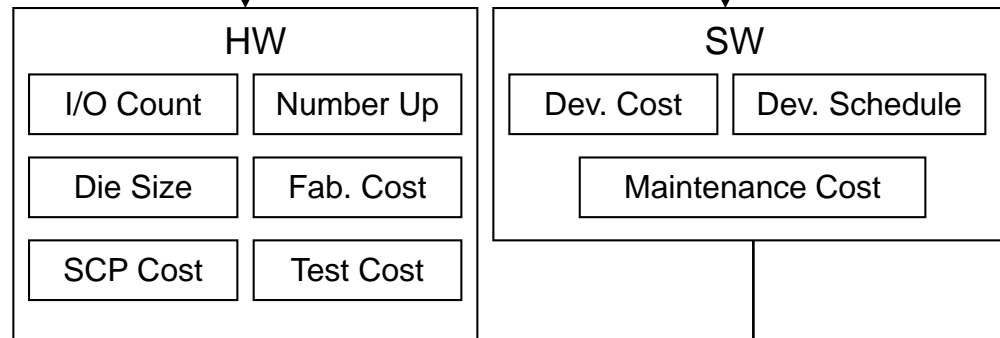 HW
I/O Count
Number Up
Die Size
Fab. Cost
SCP Cost
Test Cost
SW
Dev. Cost
Dev. Schedule
Maintenance Cost